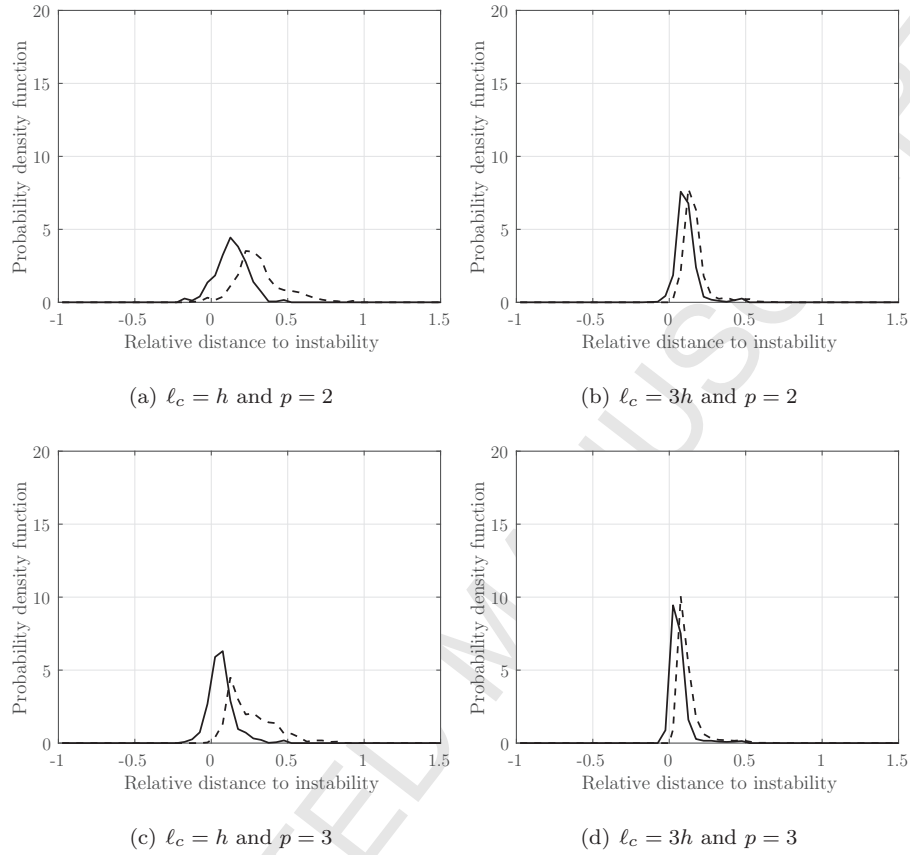 20
15
10
5
0
Probability density function
-1 -0.5 0 0.5 1 1.5
Relative distance to instability
(a) ℓc = h and p = 2
20
15
10
5
0
Probability density function
-1 -0.5 0 0.5 1 1.5
Relative distance to instability
(b) ℓc = 3h and p = 2
20
15
10
5
0
Probability density function
-1 -0.5 0 0.5 1 1.5
Relative distance to instability
(c) ℓc = h and p = 3
20
15
10
5
0
Probability density function
-1 -0.5 0 0.5 1 1.5
Relative distance to instability
(d) ℓc = 3h and p = 3